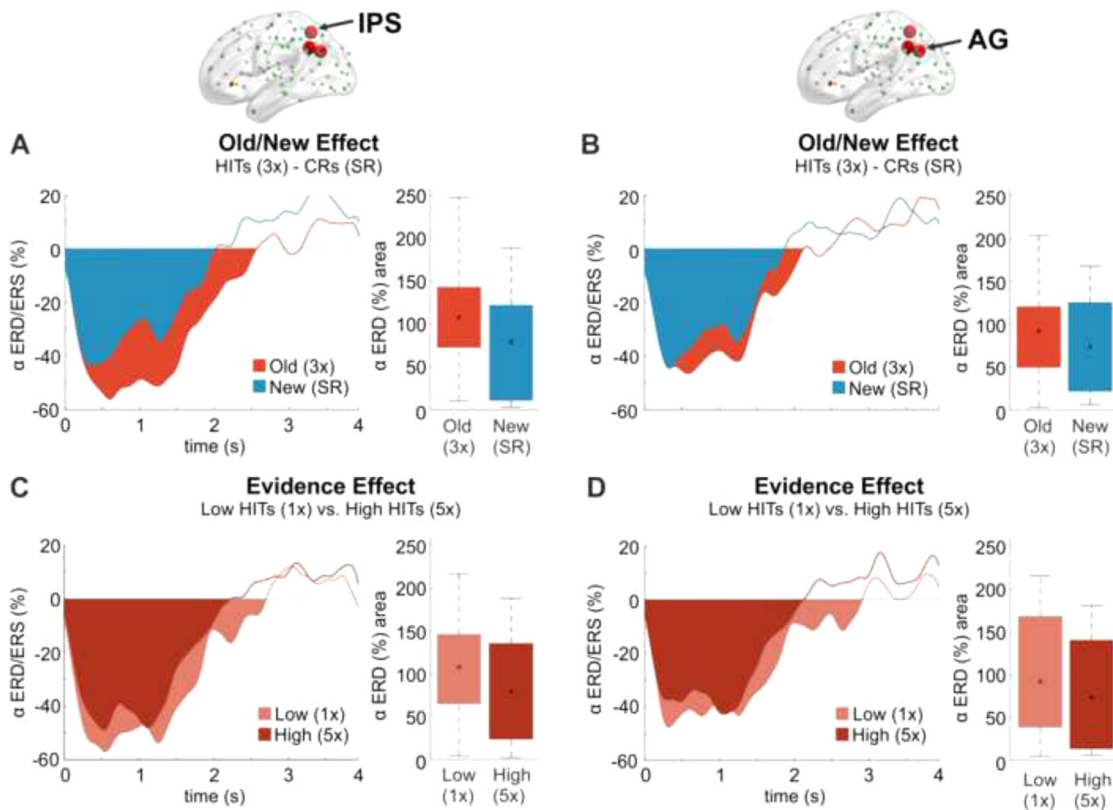 IPS
AG
A
Old/New Effect
HITs (3x) - CRs (SR)
α ERD/ERS (%)
20
0
-20
-40
-60
0
1
2
3
4
time (s)
Old (3x)
New (SR)
α ERD (%) area
250
200
150
100
50
0
Old
(3x)
New
(SR)
B
Old/New Effect
HITs (3x) - CRs (SR)
α ERD/ERS (%)
20
0
-20
-40
-60
0
1
2
3
4
time (s)
Old (3x)
New (SR)
α ERD (%) area
250
200
150
100
50
0
Old
(3x)
New
(SR)
C
Evidence Effect
Low HITs (1x) vs. High HITs (5x)
α ERD/ERS (%)
20
0
-20
-40
-60
0
1
2
3
4
time (s)
Low (1x)
High (5x)
α ERD (%) area
250
200
150
100
50
0
Low
(1x)
High
(5x)
D
Evidence Effect
Low HITs (1x) vs. High HITs (5x)
α ERD/ERS (%)
20
0
-20
-40
-60
0
1
2
3
4
time (s)
Low (1x)
High (5x)
α ERD (%) area
250
200
150
100
50
0
Low
(1x)
High
(5x)